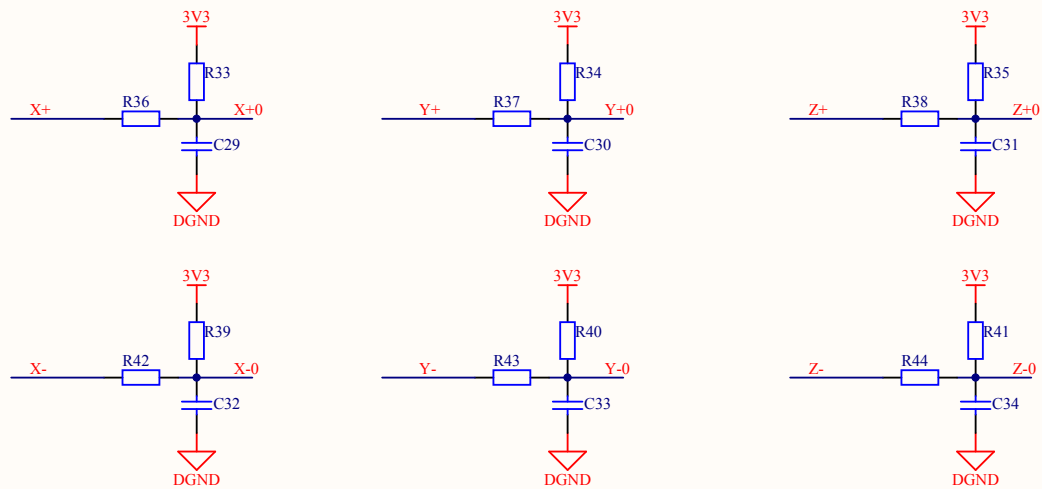 3V3 3V3 3V3
R33 R34 R35
X+ R36 X+0 Y+ R37 Y+0 Z+ R38 Z+0
C29 C30 C31
DGND DGND DGND
3V3 3V3 3V3
R39 R40 R41
X- R42 X-0 Y- R43 Y-0 Z- R44 Z-0
C32 C33 C34
DGND DGND DGND